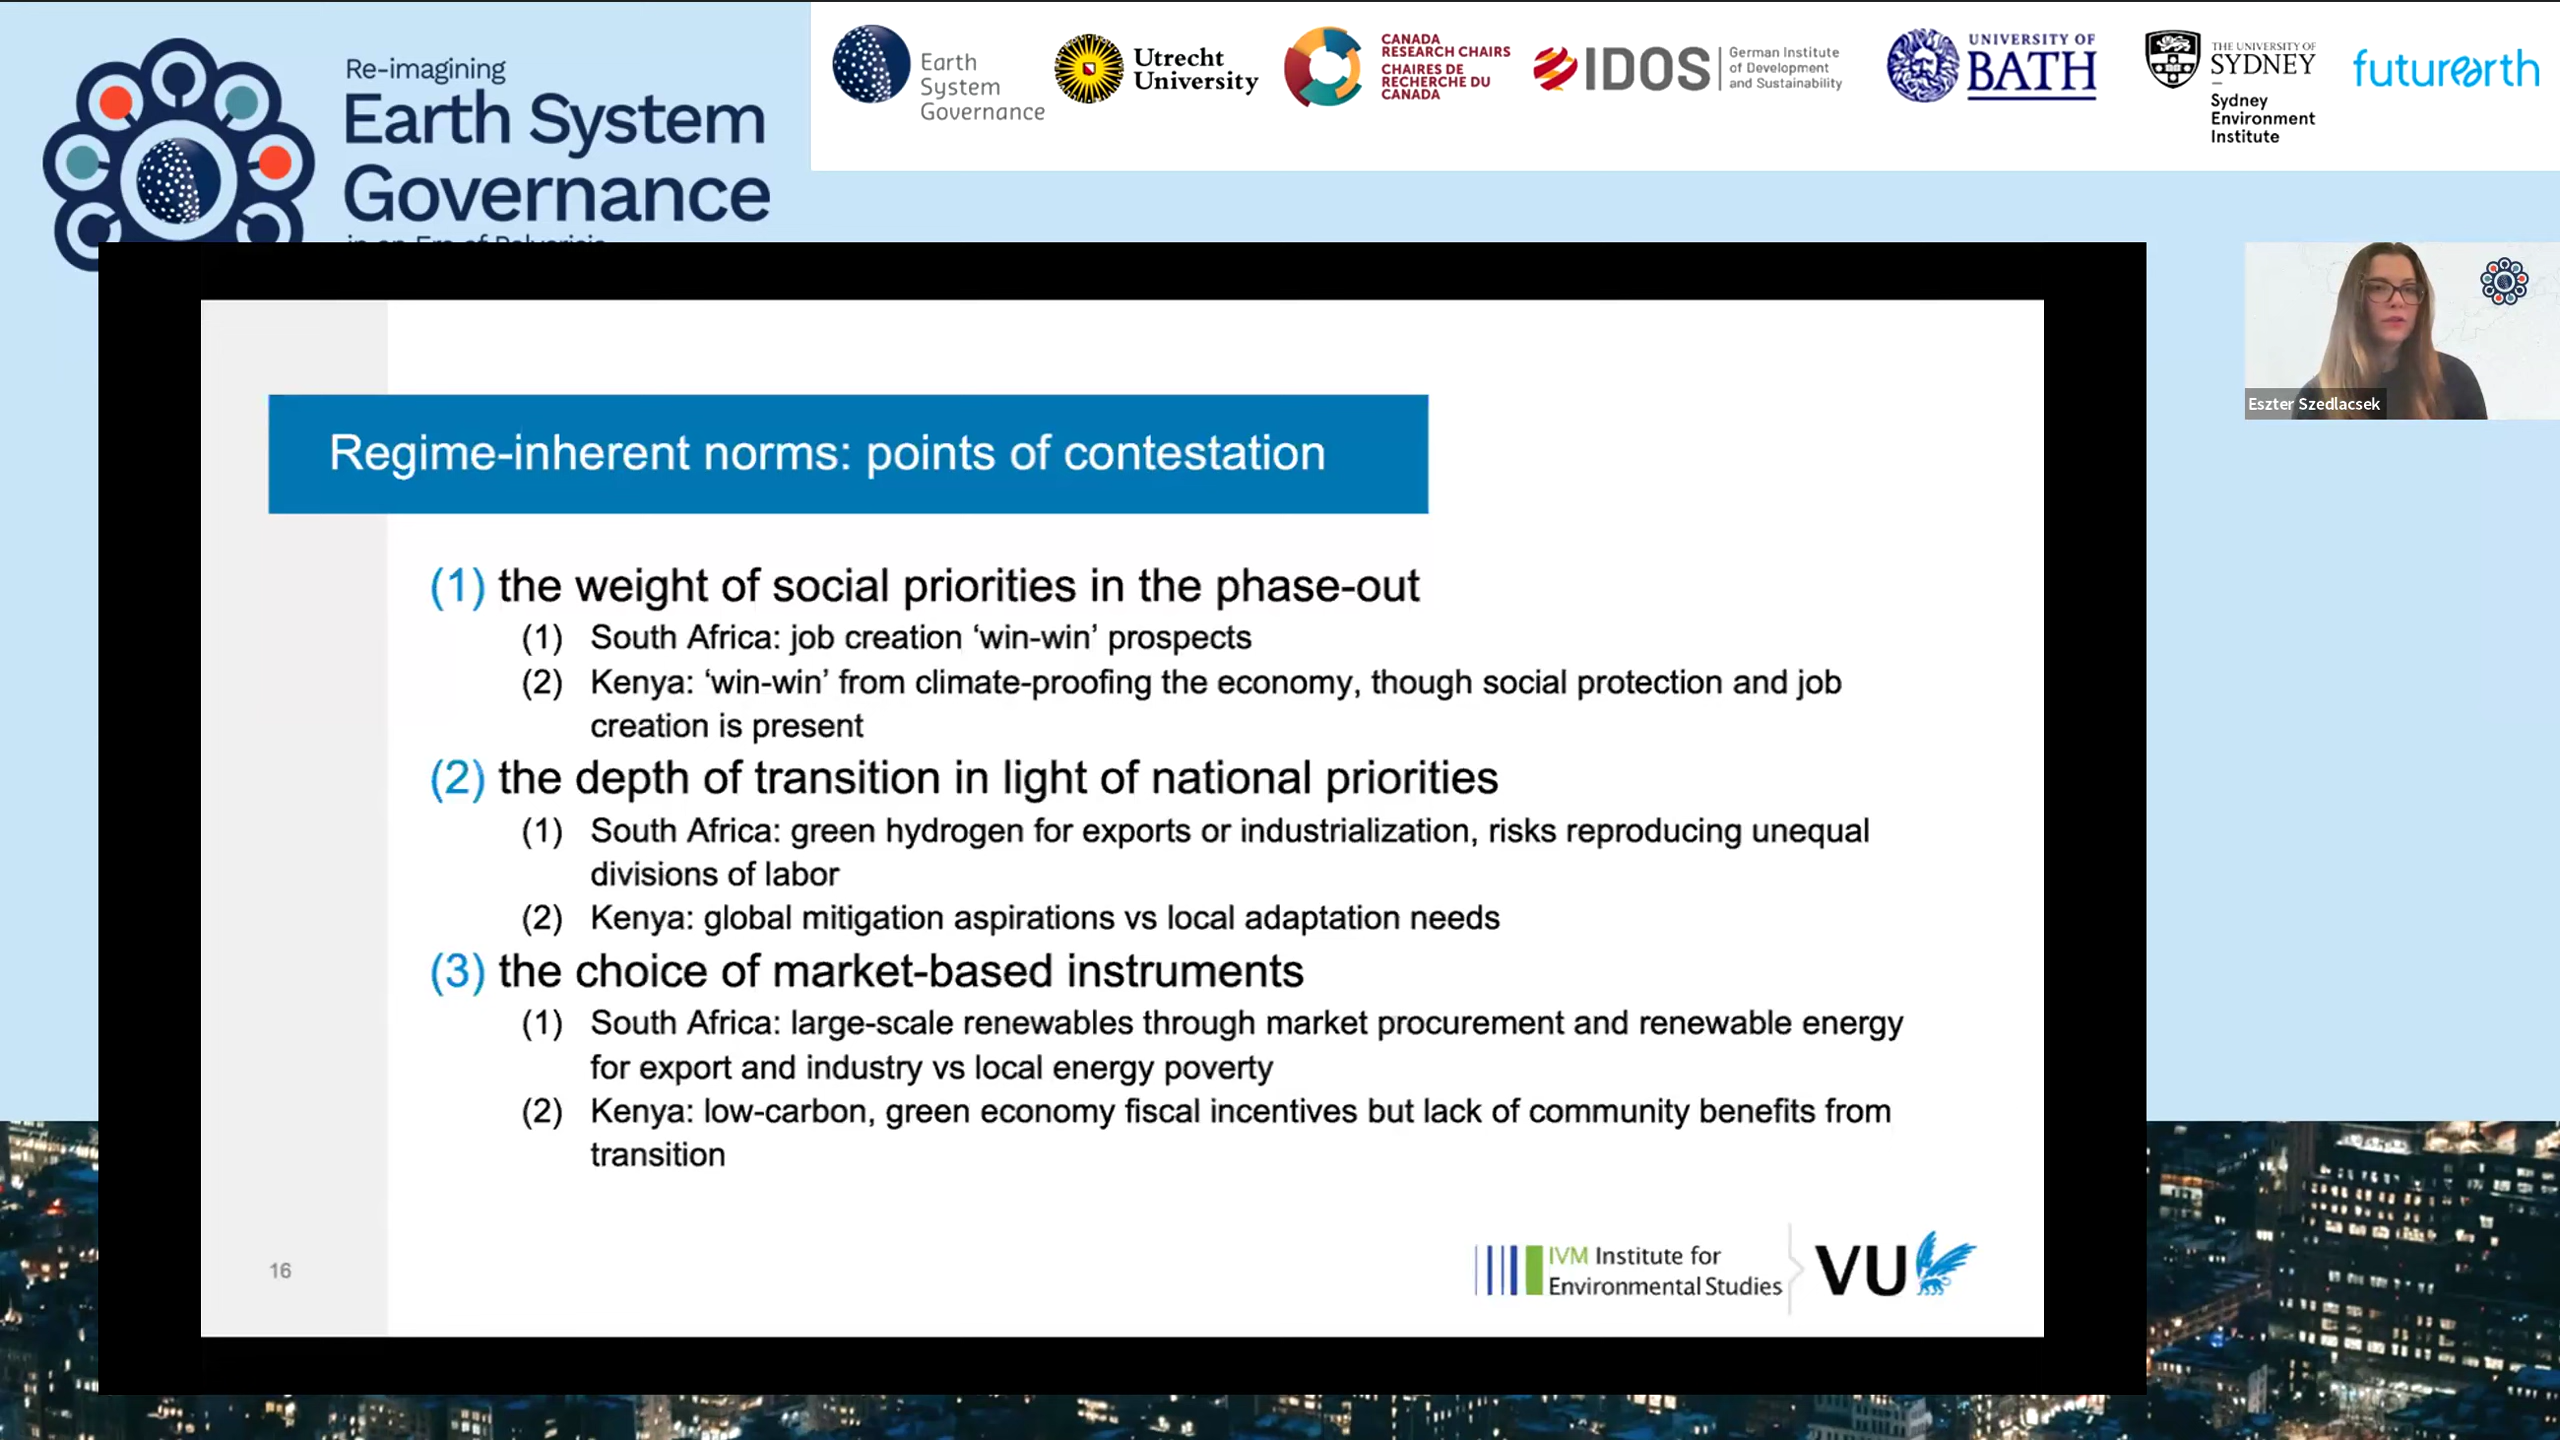 Re-imagining
Earth System
Governance
in an Era of Polycrisis
Earth
System
Governance
Utrecht
University
CANADA
RESEARCH CHAIRS
CHAIRES DE
RECHERCHE DU
CANADA
IDOS
German Institute
of Development
and Sustainability
UNIVERSITY OF
BATH
THE UNIVERSITY OF
SYDNEY
Sydney
Environment
Institute
futurearth
Eszter Szedlacsek
Regime-inherent norms: points of contestation
(1) the weight of social priorities in the phase-out
(1) South Africa: job creation ‘win-win’ prospects
(2) Kenya: ‘win-win’ from climate-proofing the economy, though social protection and job
creation is present
(2) the depth of transition in light of national priorities
(1) South Africa: green hydrogen for exports or industrialization, risks reproducing unequal
divisions of labor
(2) Kenya: global mitigation aspirations vs local adaptation needs
(3) the choice of market-based instruments
(1) South Africa: large-scale renewables through market procurement and renewable energy
for export and industry vs local energy poverty
(2) Kenya: low-carbon, green economy fiscal incentives but lack of community benefits from
transition
16
IVM Institute for
Environmental Studies
VU